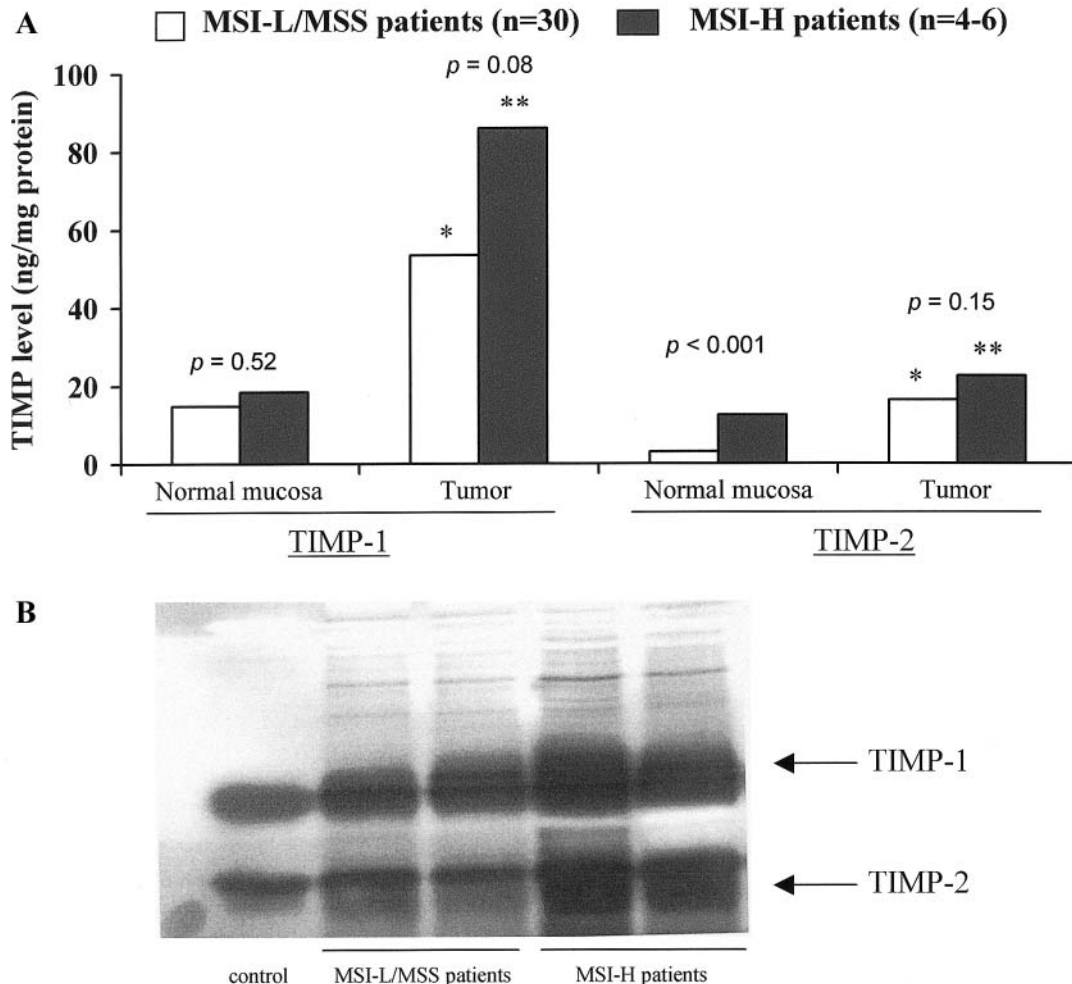 A
MSI-L/MSS patients (n=30) MSI-H patients (n=4-6)
TIMP level (ng/mg protein)
100
80
60
40
20
0
p = 0.52
p = 0.08
*
**
p < 0.001
p = 0.15
*
**
Normal mucosa Tumor Normal mucosa Tumor
TIMP-1 TIMP-2
B
TIMP-1
TIMP-2
control MSI-L/MSS patients MSI-H patients